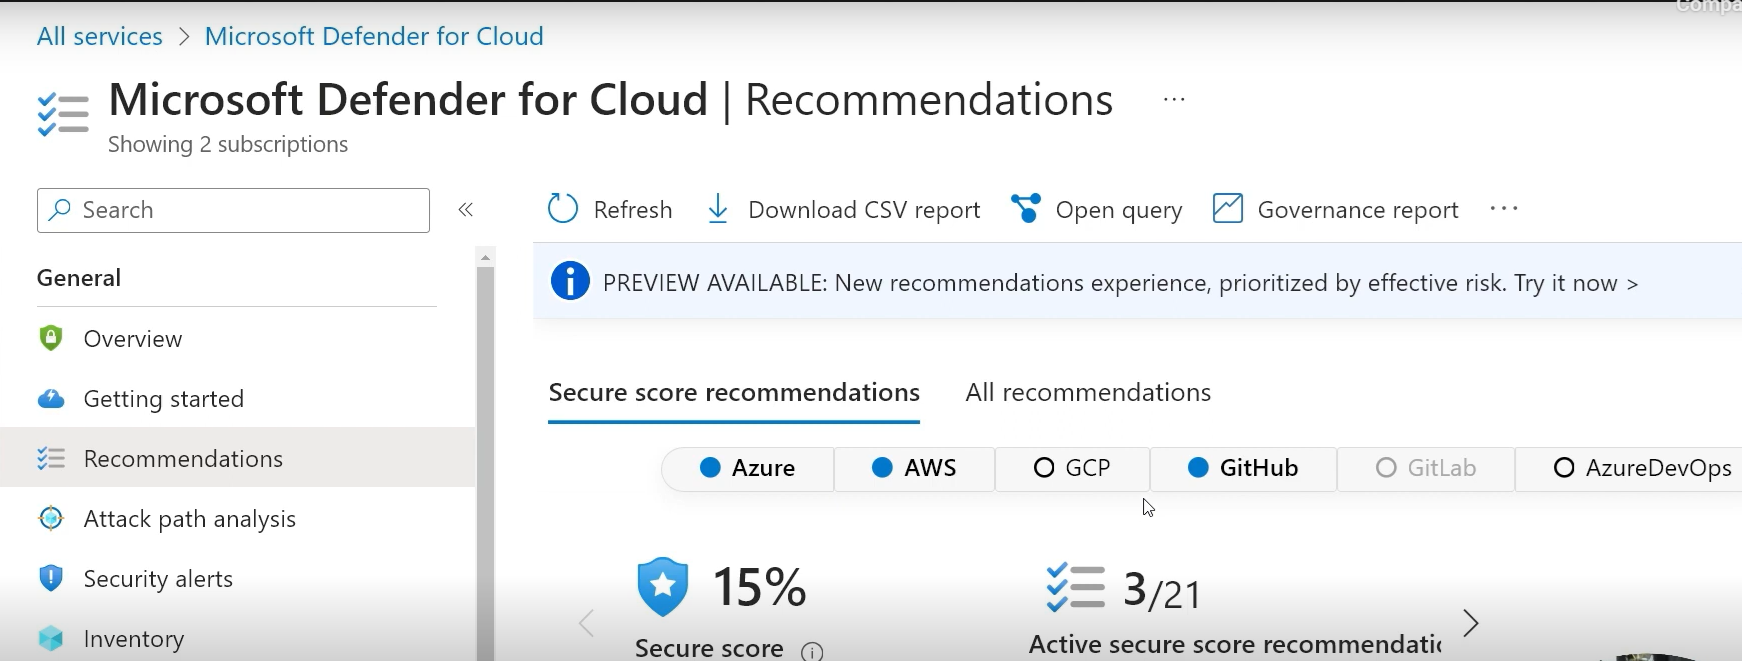 Compa
All services > Microsoft Defender for Cloud
Microsoft Defender for Cloud | Recommendations ...
Showing 2 subscriptions
Search «
Refresh Download CSV report Open query Governance report ...
General
PREVIEW AVAILABLE: New recommendations experience, prioritized by effective risk. Try it now >
Overview
Getting started
Recommendations
Attack path analysis
Security alerts
Inventory
Secure score recommendations All recommendations
Azure AWS GCP GitHub GitLab AzureDevOps
15% 3/21
Secure score Active secure score recommendatic